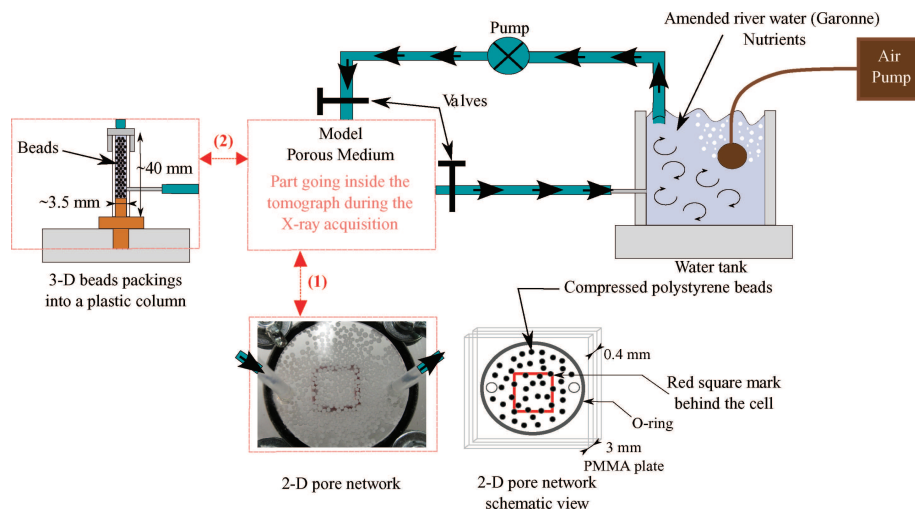 Amended river water (Garonne)
Nutrients
Pump
Air
Pump
Valves
Beads
~40 mm
~3.5 mm
(2)
Model
Porous Medium
Part going inside the
tomograph during the
X-ray acquisition
3-D beads packings
into a plastic column
(1)
Water tank
Compressed polystyrene beads
0.4 mm
Red square mark
behind the cell
O-ring
3 mm
PMMA plate
2-D pore network
2-D pore network
schematic view